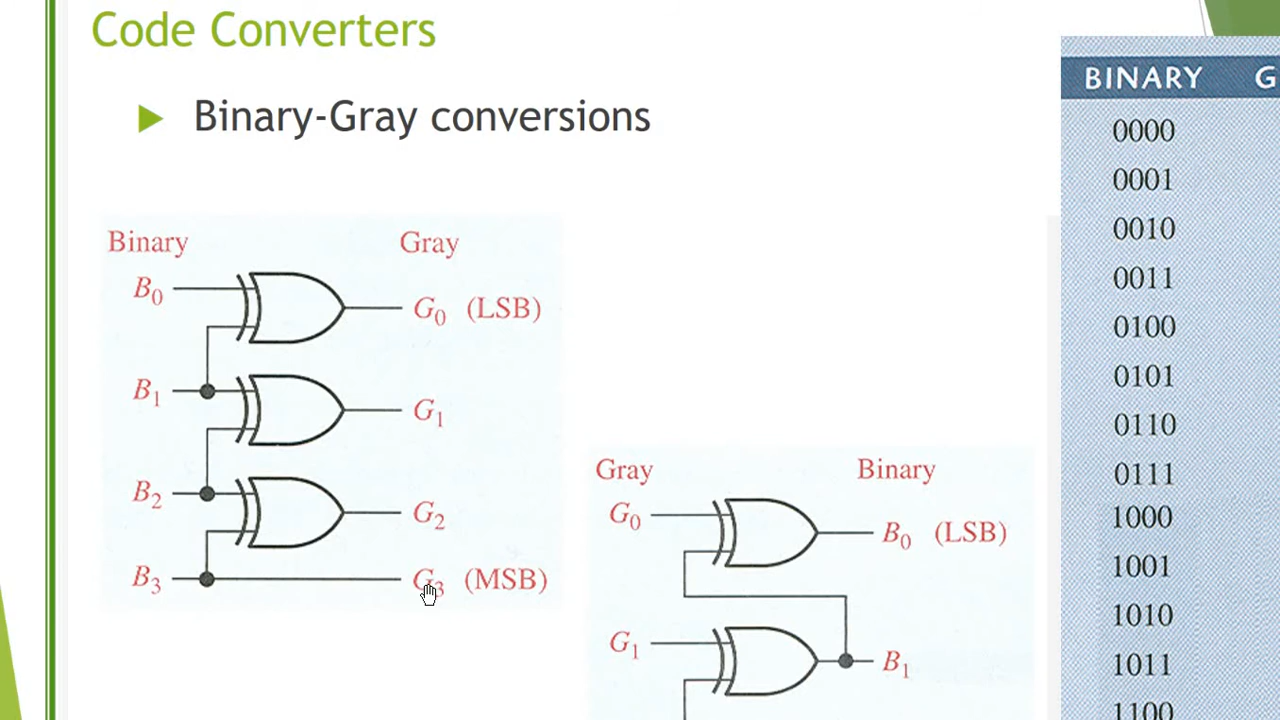 Code Converters
Binary-Gray conversions
Binary Gray
B0
G0 (LSB)
B1
G1
B2
G2
B3
G3 (MSB)
Gray Binary
G0
B0 (LSB)
G1
B1
BINARY G
0000
0001
0010
0011
0100
0101
0110
0111
1000
1001
1010
1011
1100